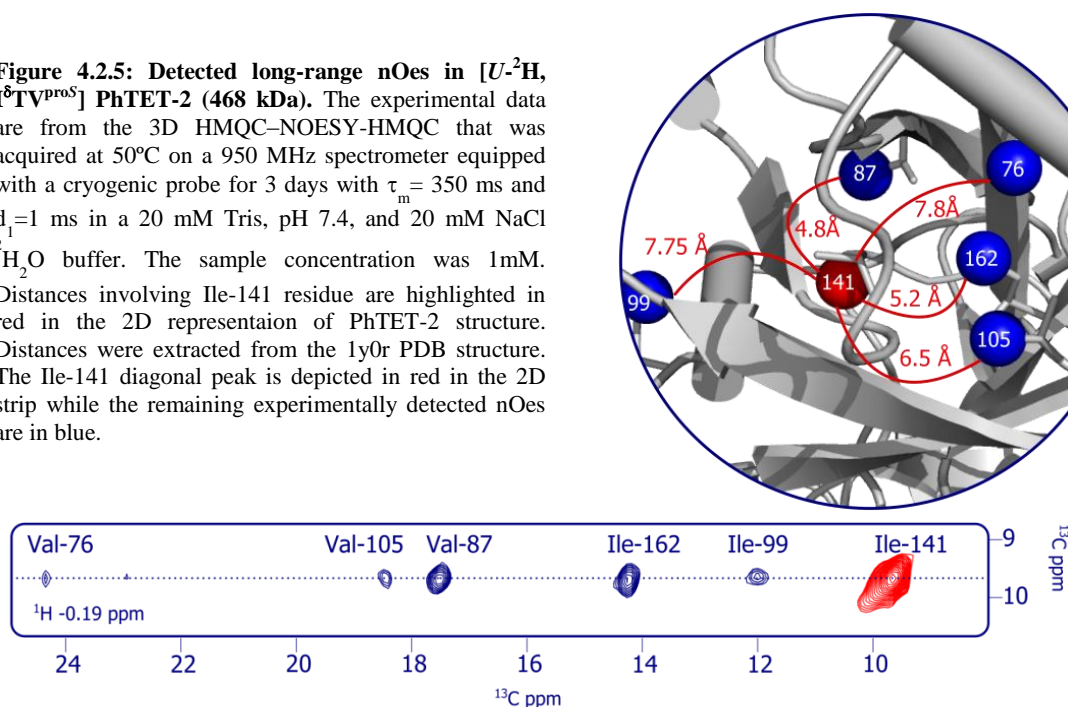 Figure 4.2.5: Detected long-range nOes in [U-²H,
I^δTV^proS] PhTET-2 (468 kDa). The experimental data
are from the 3D HMQC–NOESY-HMQC that was
acquired at 50ºC on a 950 MHz spectrometer equipped
with a cryogenic probe for 3 days with τm = 350 ms and
d1=1 ms in a 20 mM Tris, pH 7.4, and 20 mM NaCl
²H₂O buffer. The sample concentration was 1mM.
Distances involving Ile-141 residue are highlighted in
red in the 2D representaion of PhTET-2 structure.
Distances were extracted from the 1y0r PDB structure.
The Ile-141 diagonal peak is depicted in red in the 2D
strip while the remaining experimentally detected nOes
are in blue.
87
76
7.8Å
4.8Å
7.75 Å
162
141
99
5.2 Å
105
6.5 Å
Val-76
Val-105
Val-87
Ile-162
Ile-99
Ile-141
9
10
¹³C ppm
¹H -0.19 ppm
24
22
20
18
16
14
12
10
¹³C ppm